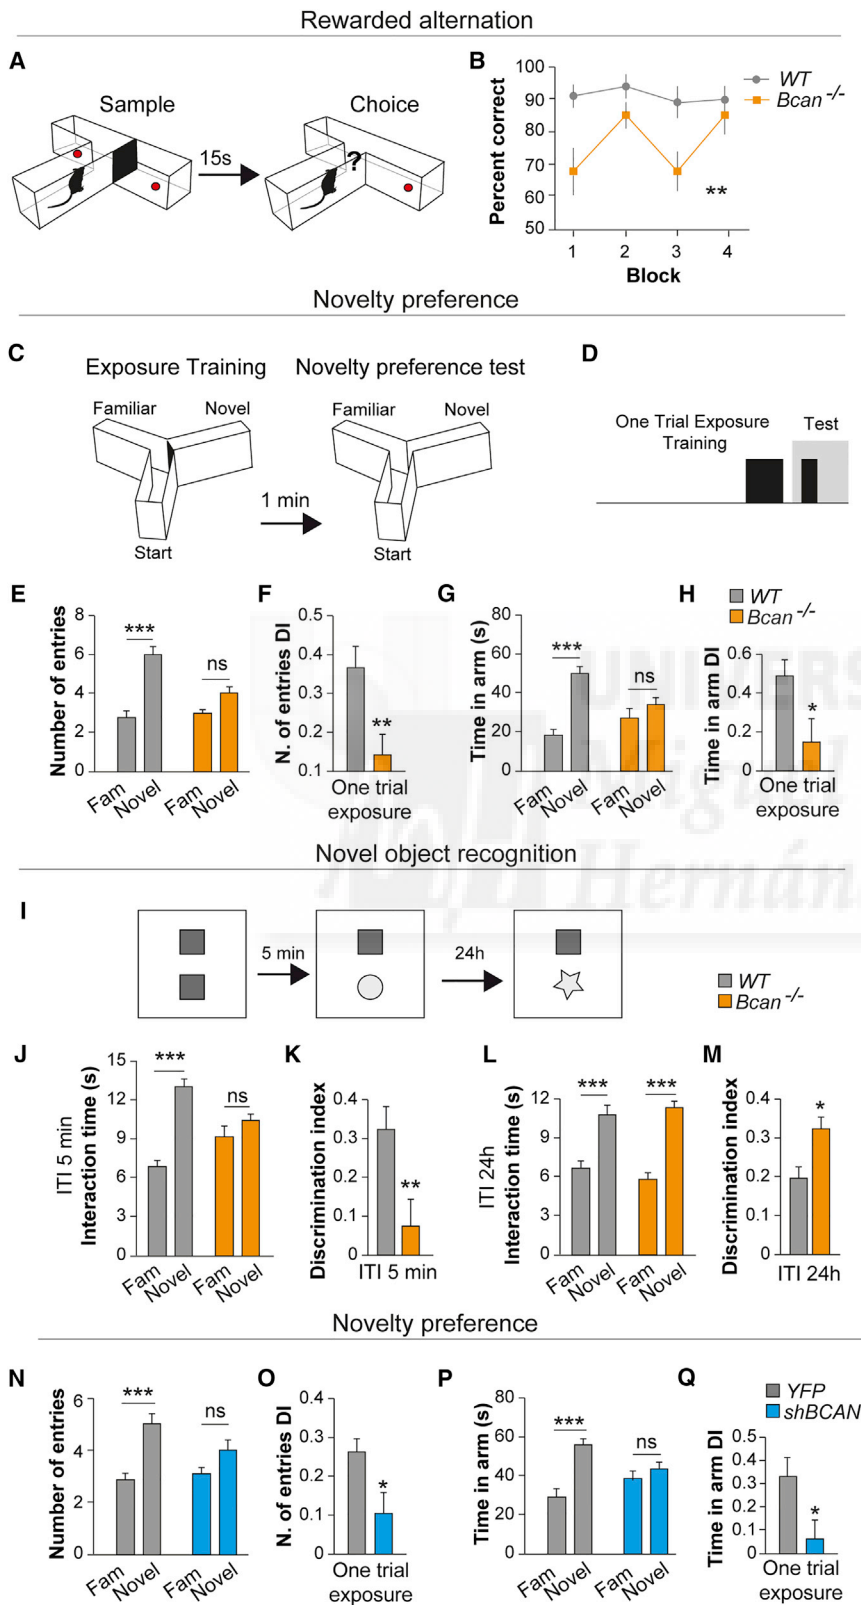 Rewarded alternation
A
Sample
Choice
15s
?
B
Percent correct
100
90
80
70
60
50
1
2
3
4
Block
**
WT
Bcan -/-
Novelty preference
C
Exposure Training
Novelty preference test
Familiar
Novel
Familiar
Novel
1 min
Start
Start
D
One Trial Exposure
Training
Test
E
Number of entries
8
6
4
2
0
***
ns
Fam
Novel
Fam
Novel
F
N. of entries DI
0.5
0.4
0.3
0.2
0.1
**
One trial
exposure
G
Time in arm (s)
80
60
40
20
0
***
ns
Fam
Novel
Fam
Novel
H
WT
Bcan -/-
Time in arm DI
0.6
0.4
0.2
0
*
One trial
exposure
UNIVERS
Miguel
Hernán
Novel object recognition
I
5 min
24h
WT
Bcan -/-
J
ITI 5 min
Interaction time (s)
15
12
9
6
3
0
***
ns
Fam
Novel
Fam
Novel
K
Discrimination index
0.4
0.3
0.2
0.1
0
**
ITI 5 min
L
ITI 24h
Interaction time (s)
12
9
6
3
0
***
***
Fam
Novel
Fam
Novel
M
Discrimination index
0.4
0.3
0.2
0.1
0
*
ITI 24h
Novelty preference
N
Number of entries
6
4
2
0
***
ns
Fam
Novel
Fam
Novel
O
N. of entries DI
0.4
0.3
0.2
0.1
0
*
One trial
exposure
P
Time in arm (s)
80
60
40
20
0
***
ns
Fam
Novel
Fam
Novel
Q
YFP
shBCAN
Time in arm DI
0.5
0.4
0.3
0.2
0.1
0
*
One trial
exposure